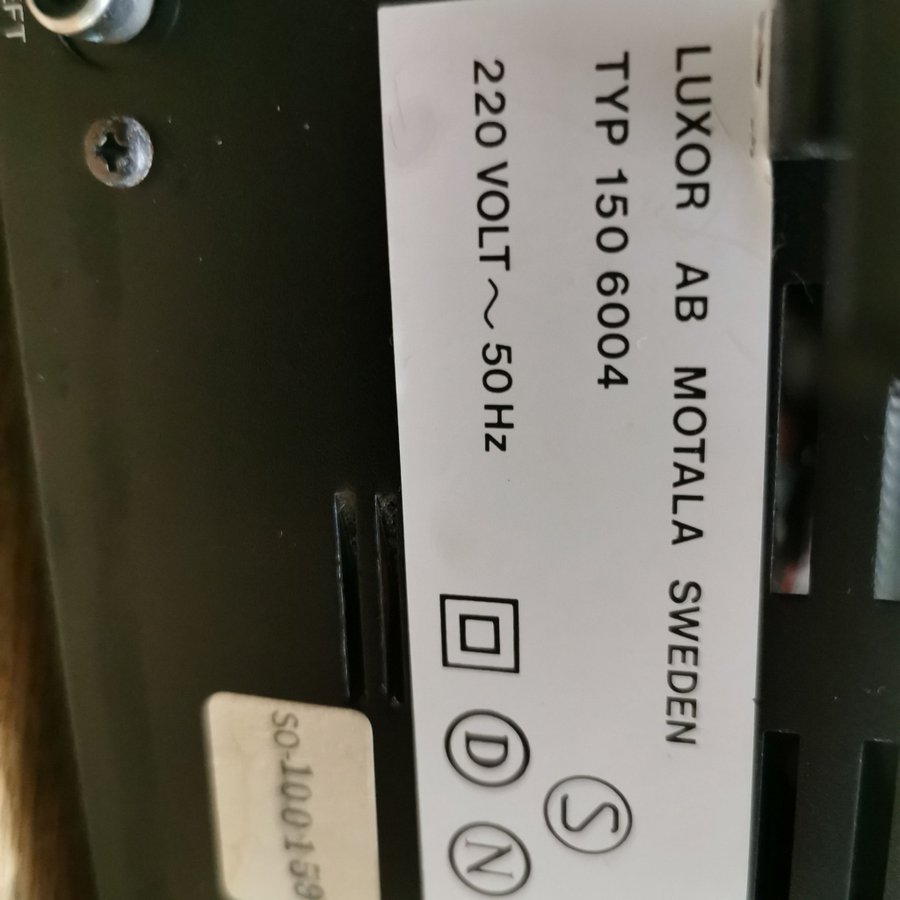 LUXOR AB MOTALA SWEDEN
TYP 150 6004
220 VOLT ~ 50 Hz
S
D
N